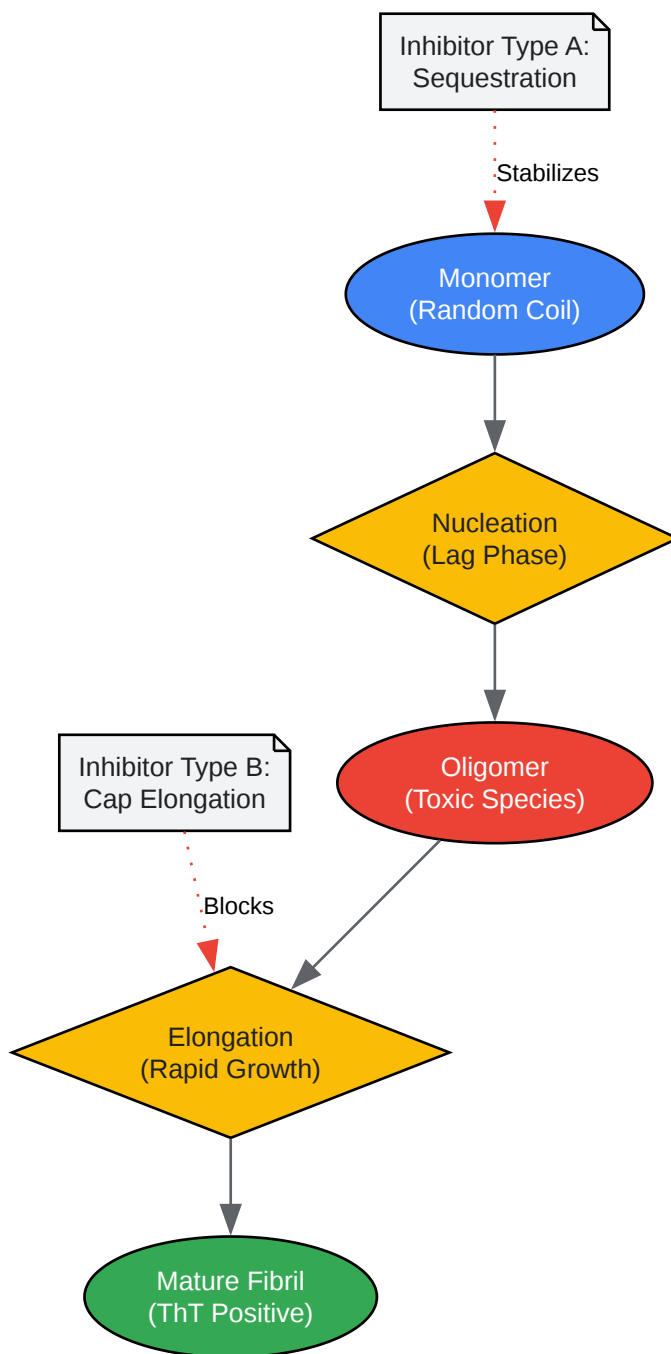 Inhibitor Type A:
Sequestration
Stabilizes
Monomer
(Random Coil)
Nucleation
(Lag Phase)
Inhibitor Type B:
Cap Elongation
Oligomer
(Toxic Species)
Blocks
Elongation
(Rapid Growth)
Mature Fibril
(ThT Positive)